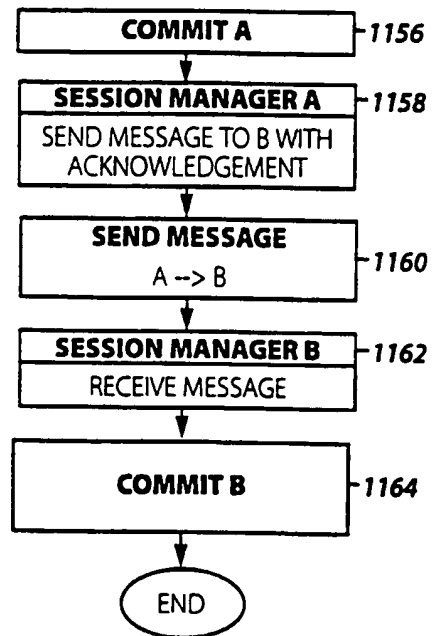 COMMIT A
1156
SESSION MANAGER A
1158
SEND MESSAGE TO B WITH
ACKNOWLEDGEMENT
SEND MESSAGE
A --> B
1160
SESSION MANAGER B
1162
RECEIVE MESSAGE
COMMIT B
1164
END